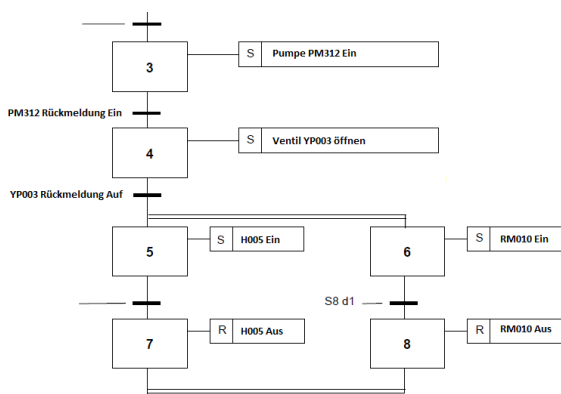 3
S Pumpe PM312 Ein
PM312 Rückmeldung Ein
4
S Ventil YP003 öffnen
YP003 Rückmeldung Auf
5
S H005 Ein
6
S RM010 Ein
S8 d1
7
R H005 Aus
8
R RM010 Aus